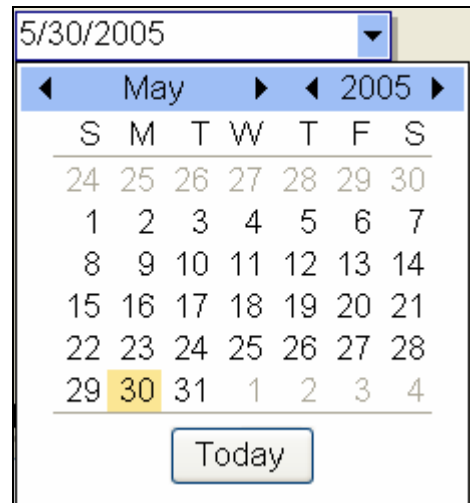 5/30/2005
May 2005
S M T W T F S
24 25 26 27 28 29 30
1 2 3 4 5 6 7
8 9 10 11 12 13 14
15 16 17 18 19 20 21
22 23 24 25 26 27 28
29 30 31 1 2 3 4
Today